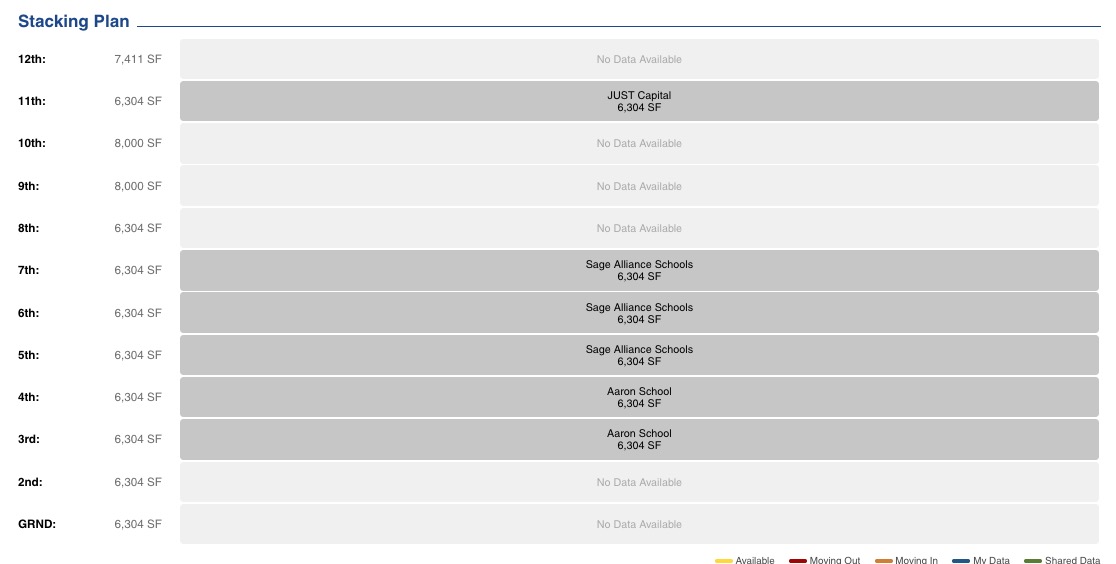 Stacking Plan
12th: 7,411 SF No Data Available
11th: 6,304 SF JUST Capital
6,304 SF
10th: 8,000 SF No Data Available
9th: 8,000 SF No Data Available
8th: 6,304 SF No Data Available
7th: 6,304 SF Sage Alliance Schools
6,304 SF
6th: 6,304 SF Sage Alliance Schools
6,304 SF
5th: 6,304 SF Sage Alliance Schools
6,304 SF
4th: 6,304 SF Aaron School
6,304 SF
3rd: 6,304 SF Aaron School
6,304 SF
2nd: 6,304 SF No Data Available
GRND: 6,304 SF No Data Available
Available Moving Out Moving In My Data Shared Data